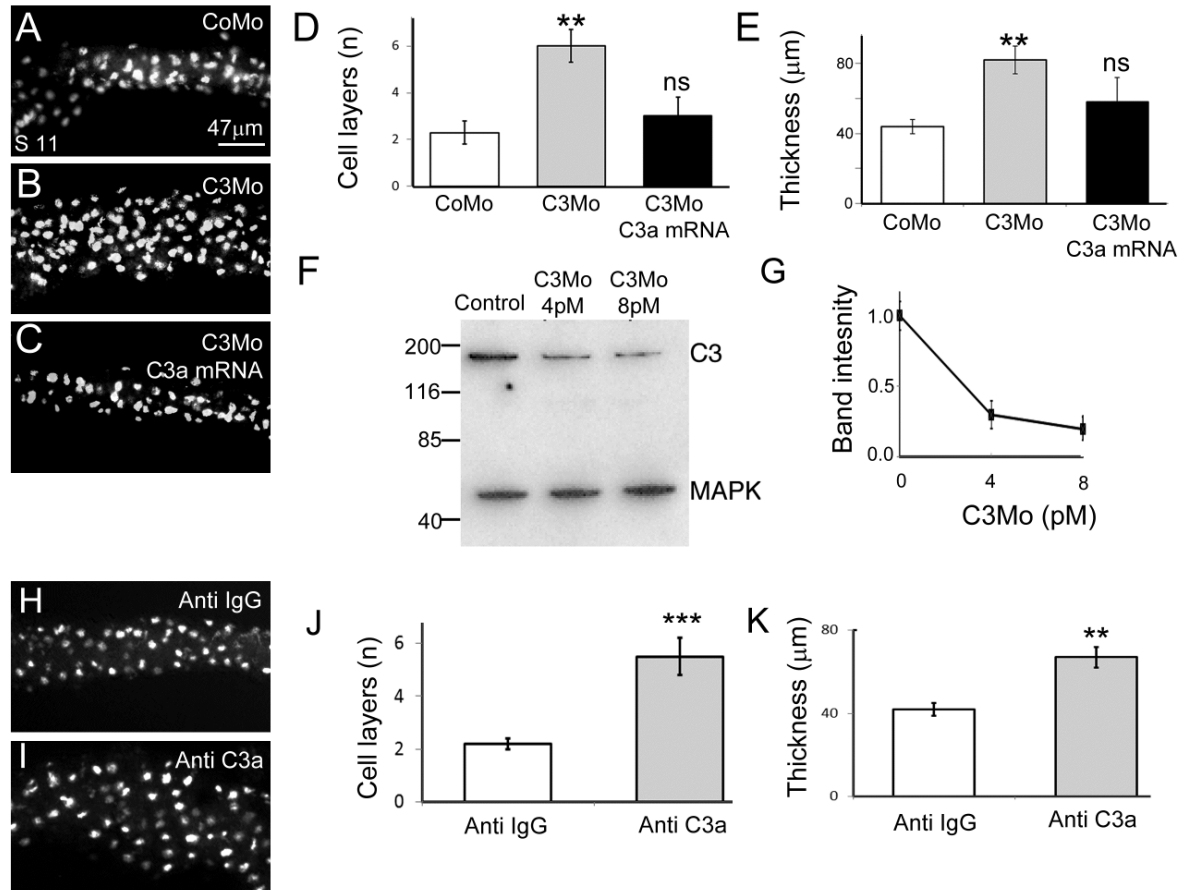 A
CoMo
S 11
47μm
B
C3Mo
C
C3Mo
C3a mRNA
D
Cell layers (n)
6
4
2
0
**
ns
CoMo
C3Mo
C3Mo
C3a mRNA
E
Thickness (μm)
80
40
0
**
ns
CoMo
C3Mo
C3Mo
C3a mRNA
F
Control
C3Mo
4pM
C3Mo
8pM
200
116
85
40
C3
MAPK
G
Band intesnity
1.0
0.5
0.0
0
4
8
C3Mo (pM)
H
Anti IgG
I
Anti C3a
J
Cell layers (n)
6
4
2
0
***
Anti IgG
Anti C3a
K
Thickness (μm)
80
40
0
**
Anti IgG
Anti C3a